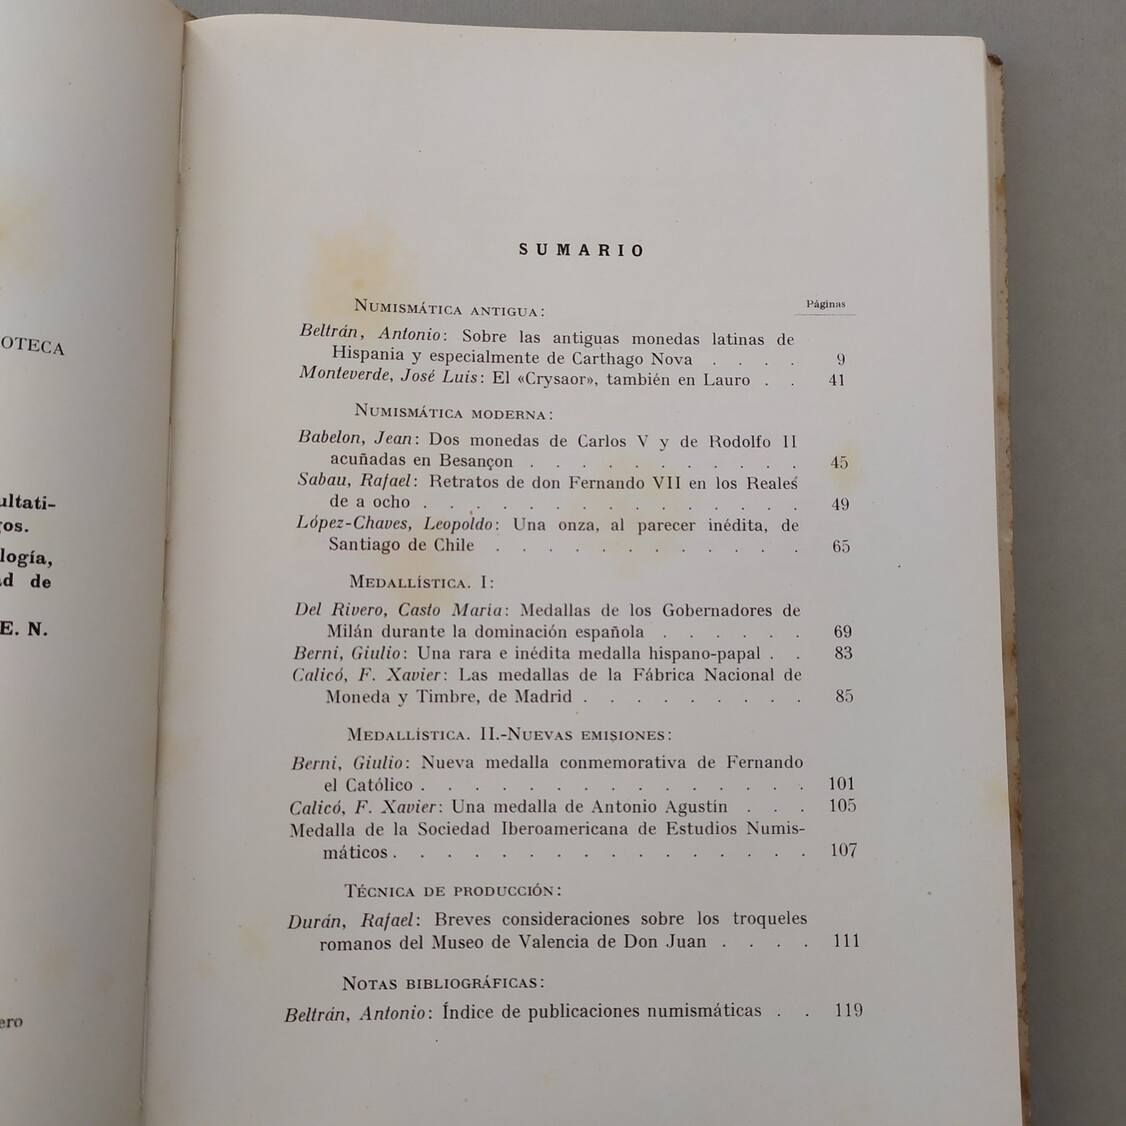 OTECA
ultati-
gos.
logía,
ad de
E. N.
ero
SUMARIO
Páginas
NUMISMÁTICA ANTIGUA:
Beltrán, Antonio: Sobre las antiguas monedas latinas de
Hispania y especialmente de Carthago Nova . . . . 9
Monteverde, José Luis: El «Crysaor», también en Lauro . . 41
NUMISMÁTICA MODERNA:
Babelon, Jean: Dos monedas de Carlos V y de Rodolfo II
acuñadas en Besançon . . . . . . . . . . . 45
Sabau, Rafael: Retratos de don Fernando VII en los Reales
de a ocho . . . . . . . . . . . . . . . 49
López-Chaves, Leopoldo: Una onza, al parecer inédita, de
Santiago de Chile . . . . . . . . . . . . 65
MEDALLÍSTICA. I:
Del Rivero, Casto María: Medallas de los Gobernadores de
Milán durante la dominación española . . . . . . 69
Berni, Giulio: Una rara e inédita medalla hispano-papal . . 83
Calicó, F. Xavier: Las medallas de la Fábrica Nacional de
Moneda y Timbre, de Madrid . . . . . . . . . 85
MEDALLÍSTICA. II.-NUEVAS EMISIONES:
Berni, Giulio: Nueva medalla conmemorativa de Fernando
el Católico . . . . . . . . . . . . . . . 101
Calicó, F. Xavier: Una medalla de Antonio Agustín . . . 105
Medalla de la Sociedad Iberoamericana de Estudios Numis-
máticos . . . . . . . . . . . . . . . . 107
TÉCNICA DE PRODUCCIÓN:
Durán, Rafael: Breves consideraciones sobre los troqueles
romanos del Museo de Valencia de Don Juan . . . . 111
NOTAS BIBLIOGRÁFICAS:
Beltrán, Antonio: Índice de publicaciones numismáticas . . 119